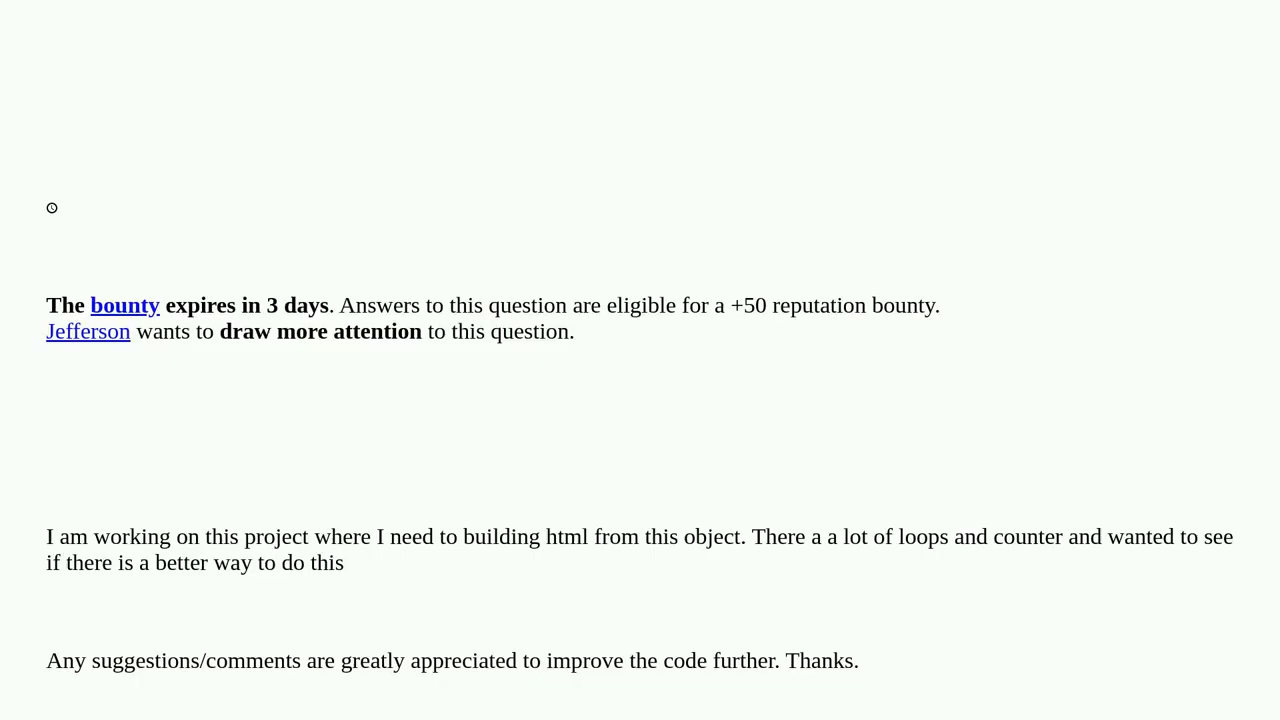 The bounty expires in 3 days. Answers to this question are eligible for a +50 reputation bounty.
Jefferson wants to draw more attention to this question.
I am working on this project where I need to building html from this object. There a a lot of loops and counter and wanted to see
if there is a better way to do this
Any suggestions/comments are greatly appreciated to improve the code further. Thanks.